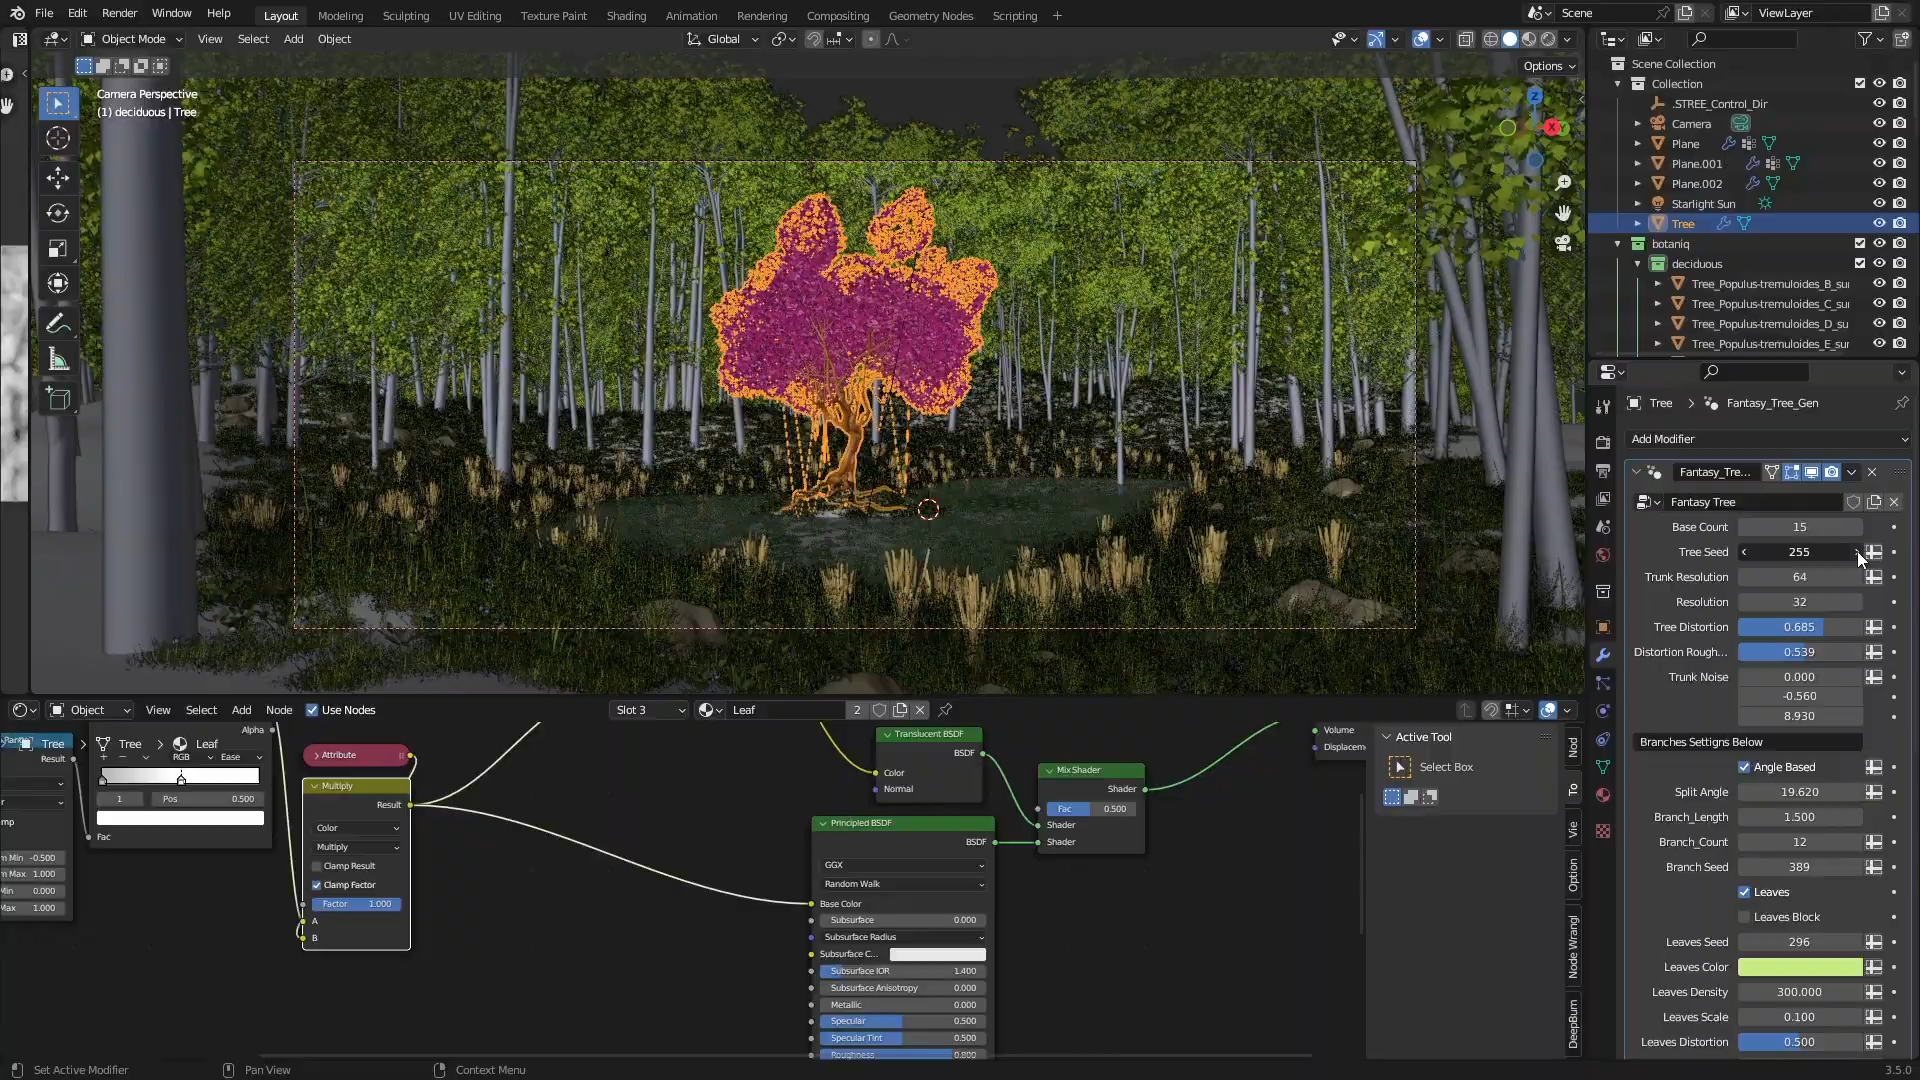 File Edit Render Window Help Layout Modeling Sculpting UV Editing Texture Paint Shading Animation Rendering Compositing Geometry Nodes Scripting + Scene ViewLayer
Object Mode View Select Add Object Global
Options
Camera Perspective
(1) deciduous | Tree
Z
X
Scene Collection
Collection
.STREE_Control_Dir
Camera
Plane
Plane.001
Plane.002
Starlight Sun
Tree
botaniq
deciduous
Tree_Populus-tremuloides_B_su
Tree_Populus-tremuloides_C_su
Tree_Populus-tremuloides_D_su
Tree_Populus-tremuloides_E_su
Tree > Fantasy_Tree_Gen
Add Modifier
Fantasy_Tre...
Fantasy Tree
Base Count 15
Tree Seed 255
Trunk Resolution 64
Resolution 32
Tree Distortion 0.685
Distortion Rough... 0.539
Trunk Noise 0.000
-0.560
8.930
Branches Settigns Below
Angle Based
Split Angle 19.620
Branch_Length 1.500
Branch_Count 12
Branch Seed 389
Leaves
Leaves Block
Leaves Seed 296
Leaves Color
Leaves Density 300.000
Leaves Scale 0.100
Leaves Distortion 0.500
Object View Select Add Node Use Nodes Slot 3 Leaf 2
Tree > Tree > Leaf
Alpha
Result
RGB Ease
1 Pos 0.500
Fac
Min -0.500
Max 1.000
Min 0.000
Max 1.000
Attribute
Multiply
Result
Color
Multiply
Clamp Result
Clamp Factor
Factor 1.000
A
B
Translucent BSDF
BSDF
Color
Normal
Principled BSDF
BSDF
GGX
Random Walk
Base Color
Subsurface 0.000
Subsurface Radius
Subsurface C...
Subsurface IOR 1.400
Subsurface Anisotropy 0.000
Metallic 0.000
Specular 0.500
Specular Tint 0.500
Roughness 0.800
Mix Shader
Shader
Fac 0.500
Shader
Shader
Volume
Displacem
Active Tool
Select Box
Nod
To
Vie
Option
Node Wrangl
DeepBum
Set Active Modifier Pan View Context Menu 3.5.0